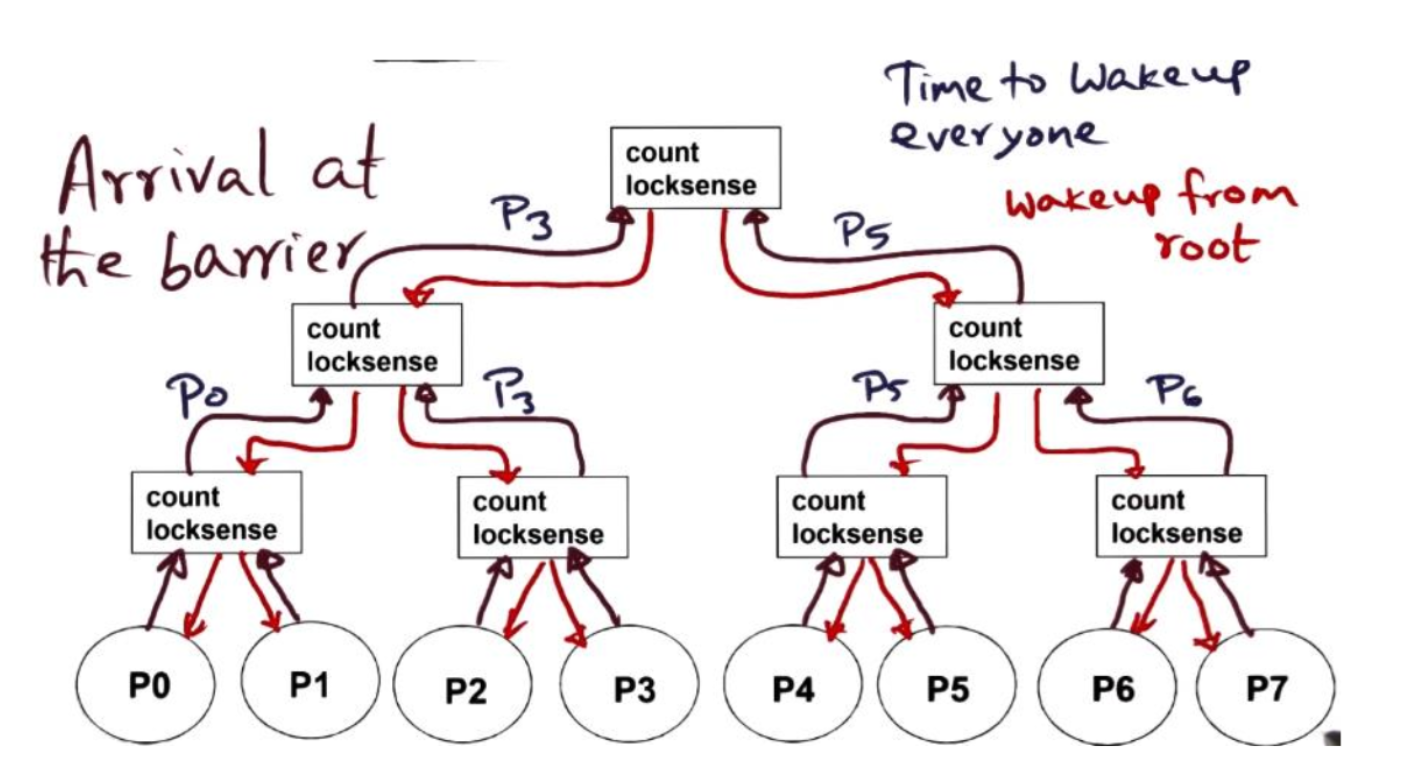 Time to Wakeup
everyone
Arrival at
the barrier
wakeup from
root
count
locksense
P3
P5
count
locksense
count
locksense
P0
P3
P5
P6
count
locksense
count
locksense
count
locksense
count
locksense
P0
P1
P2
P3
P4
P5
P6
P7